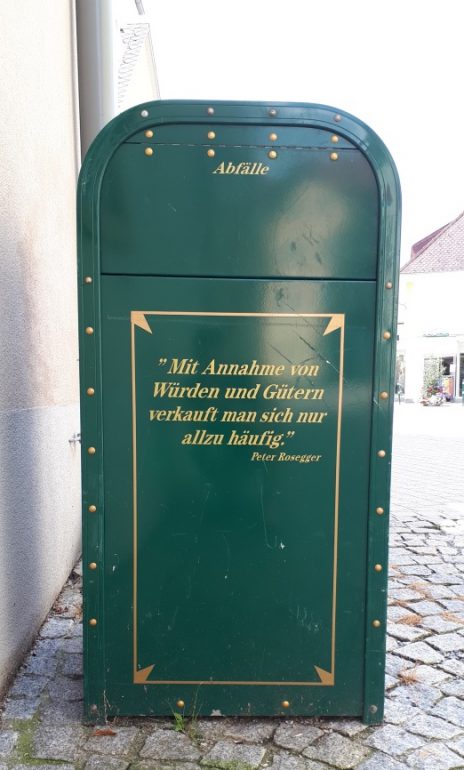 Abfälle
"Mit Annahme von
Würden und Gütern
verkauft man sich nur
allzu häufig."
Peter Rosegger